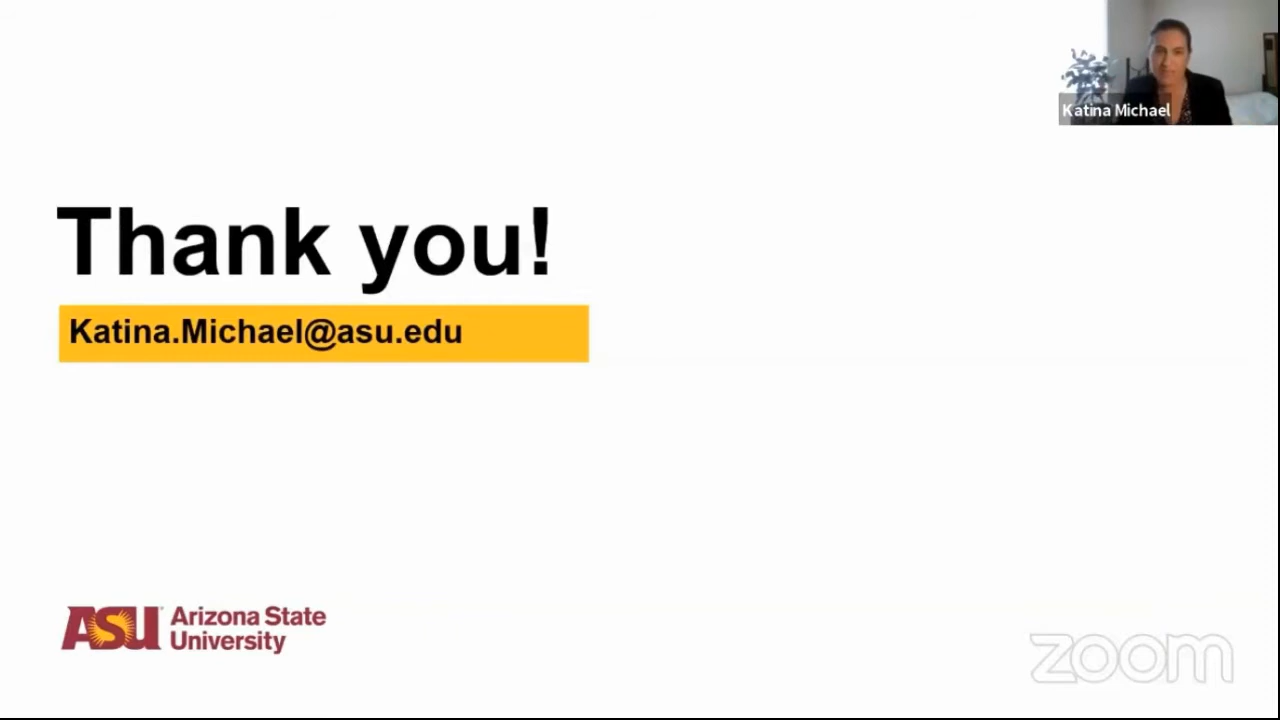 Katina Michael
Thank you!
Katina.Michael@asu.edu
ASU Arizona State
University
zoom